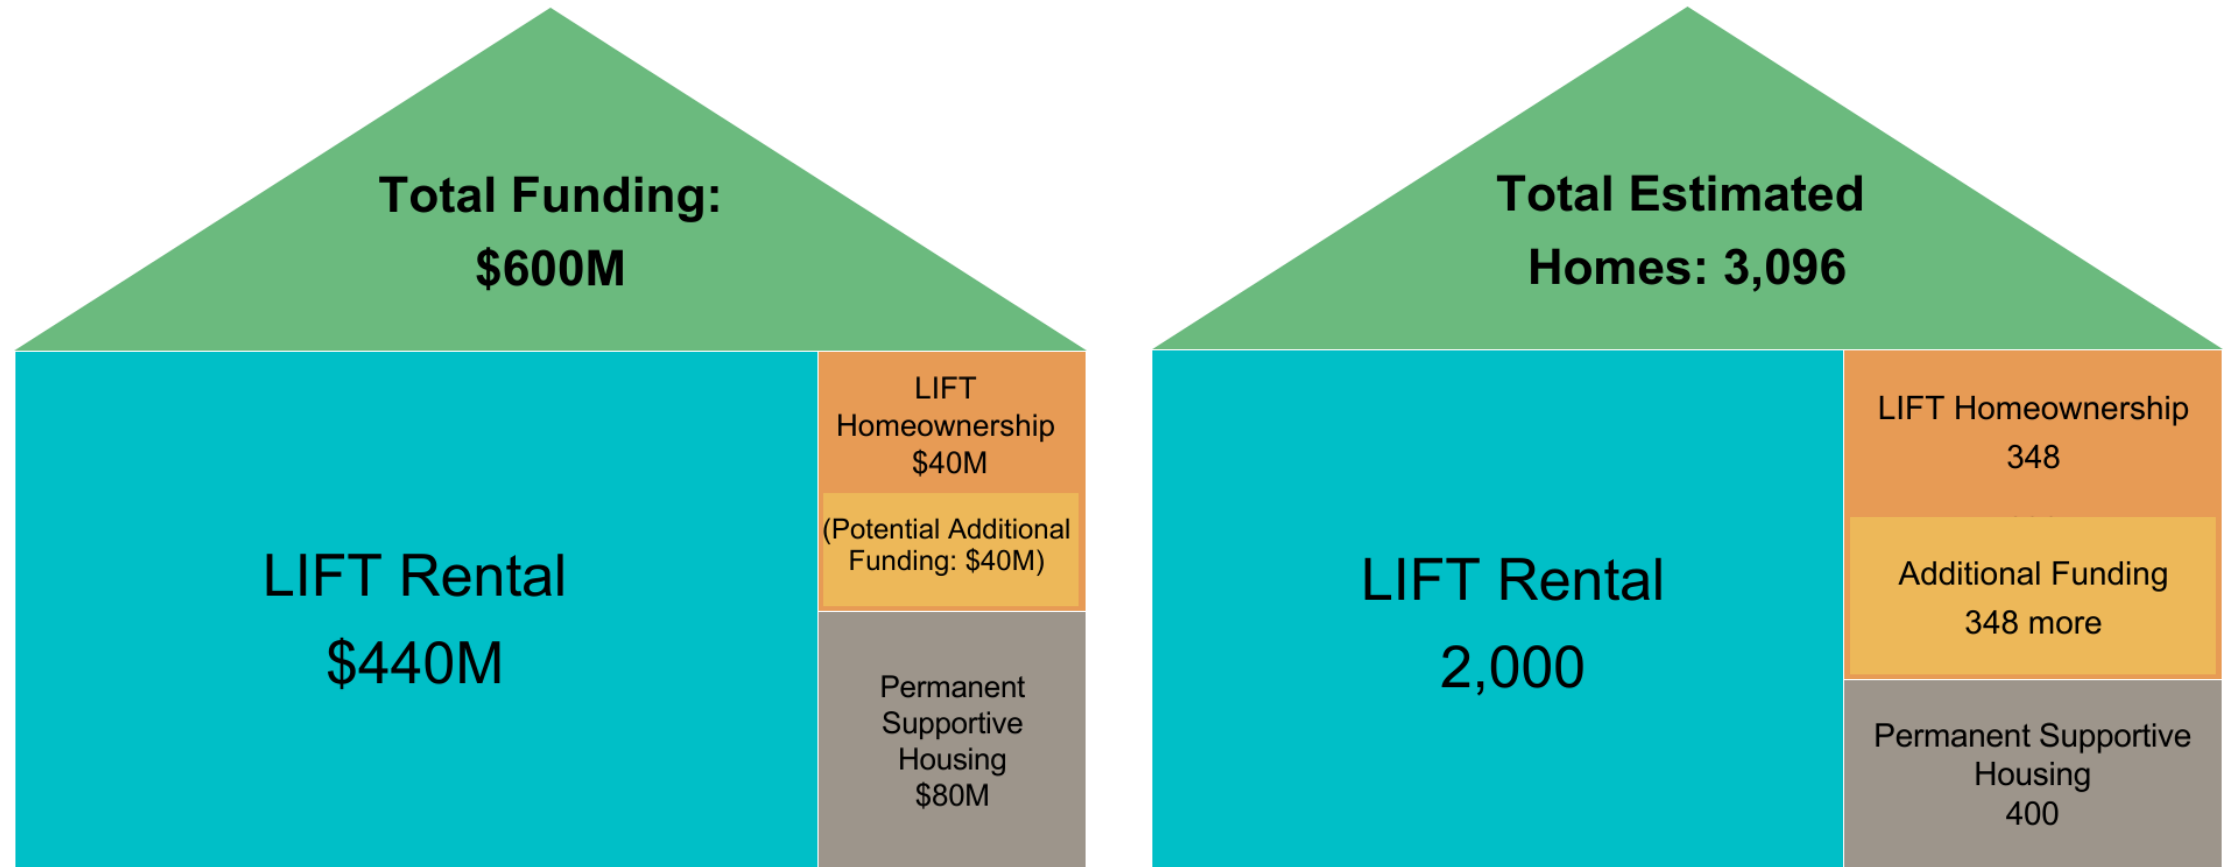 Total Funding:
$600M
LIFT
Homeownership
$40M
(Potential Additional
Funding: $40M)
LIFT Rental
$440M
Permanent
Supportive
Housing
$80M
Total Estimated
Homes: 3,096
LIFT Homeownership
348
Additional Funding
348 more
LIFT Rental
2,000
Permanent Supportive
Housing
400